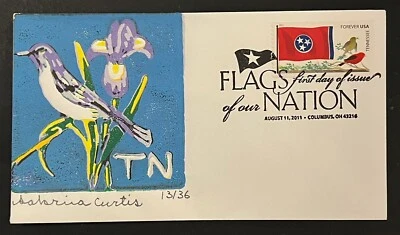 TN
Sabrina Curtis
13/36
FOREVER USA
TENNESSEE
FLAGS first day of issue
of our NATION
AUGUST 11, 2011 • COLUMBUS, OH 43216